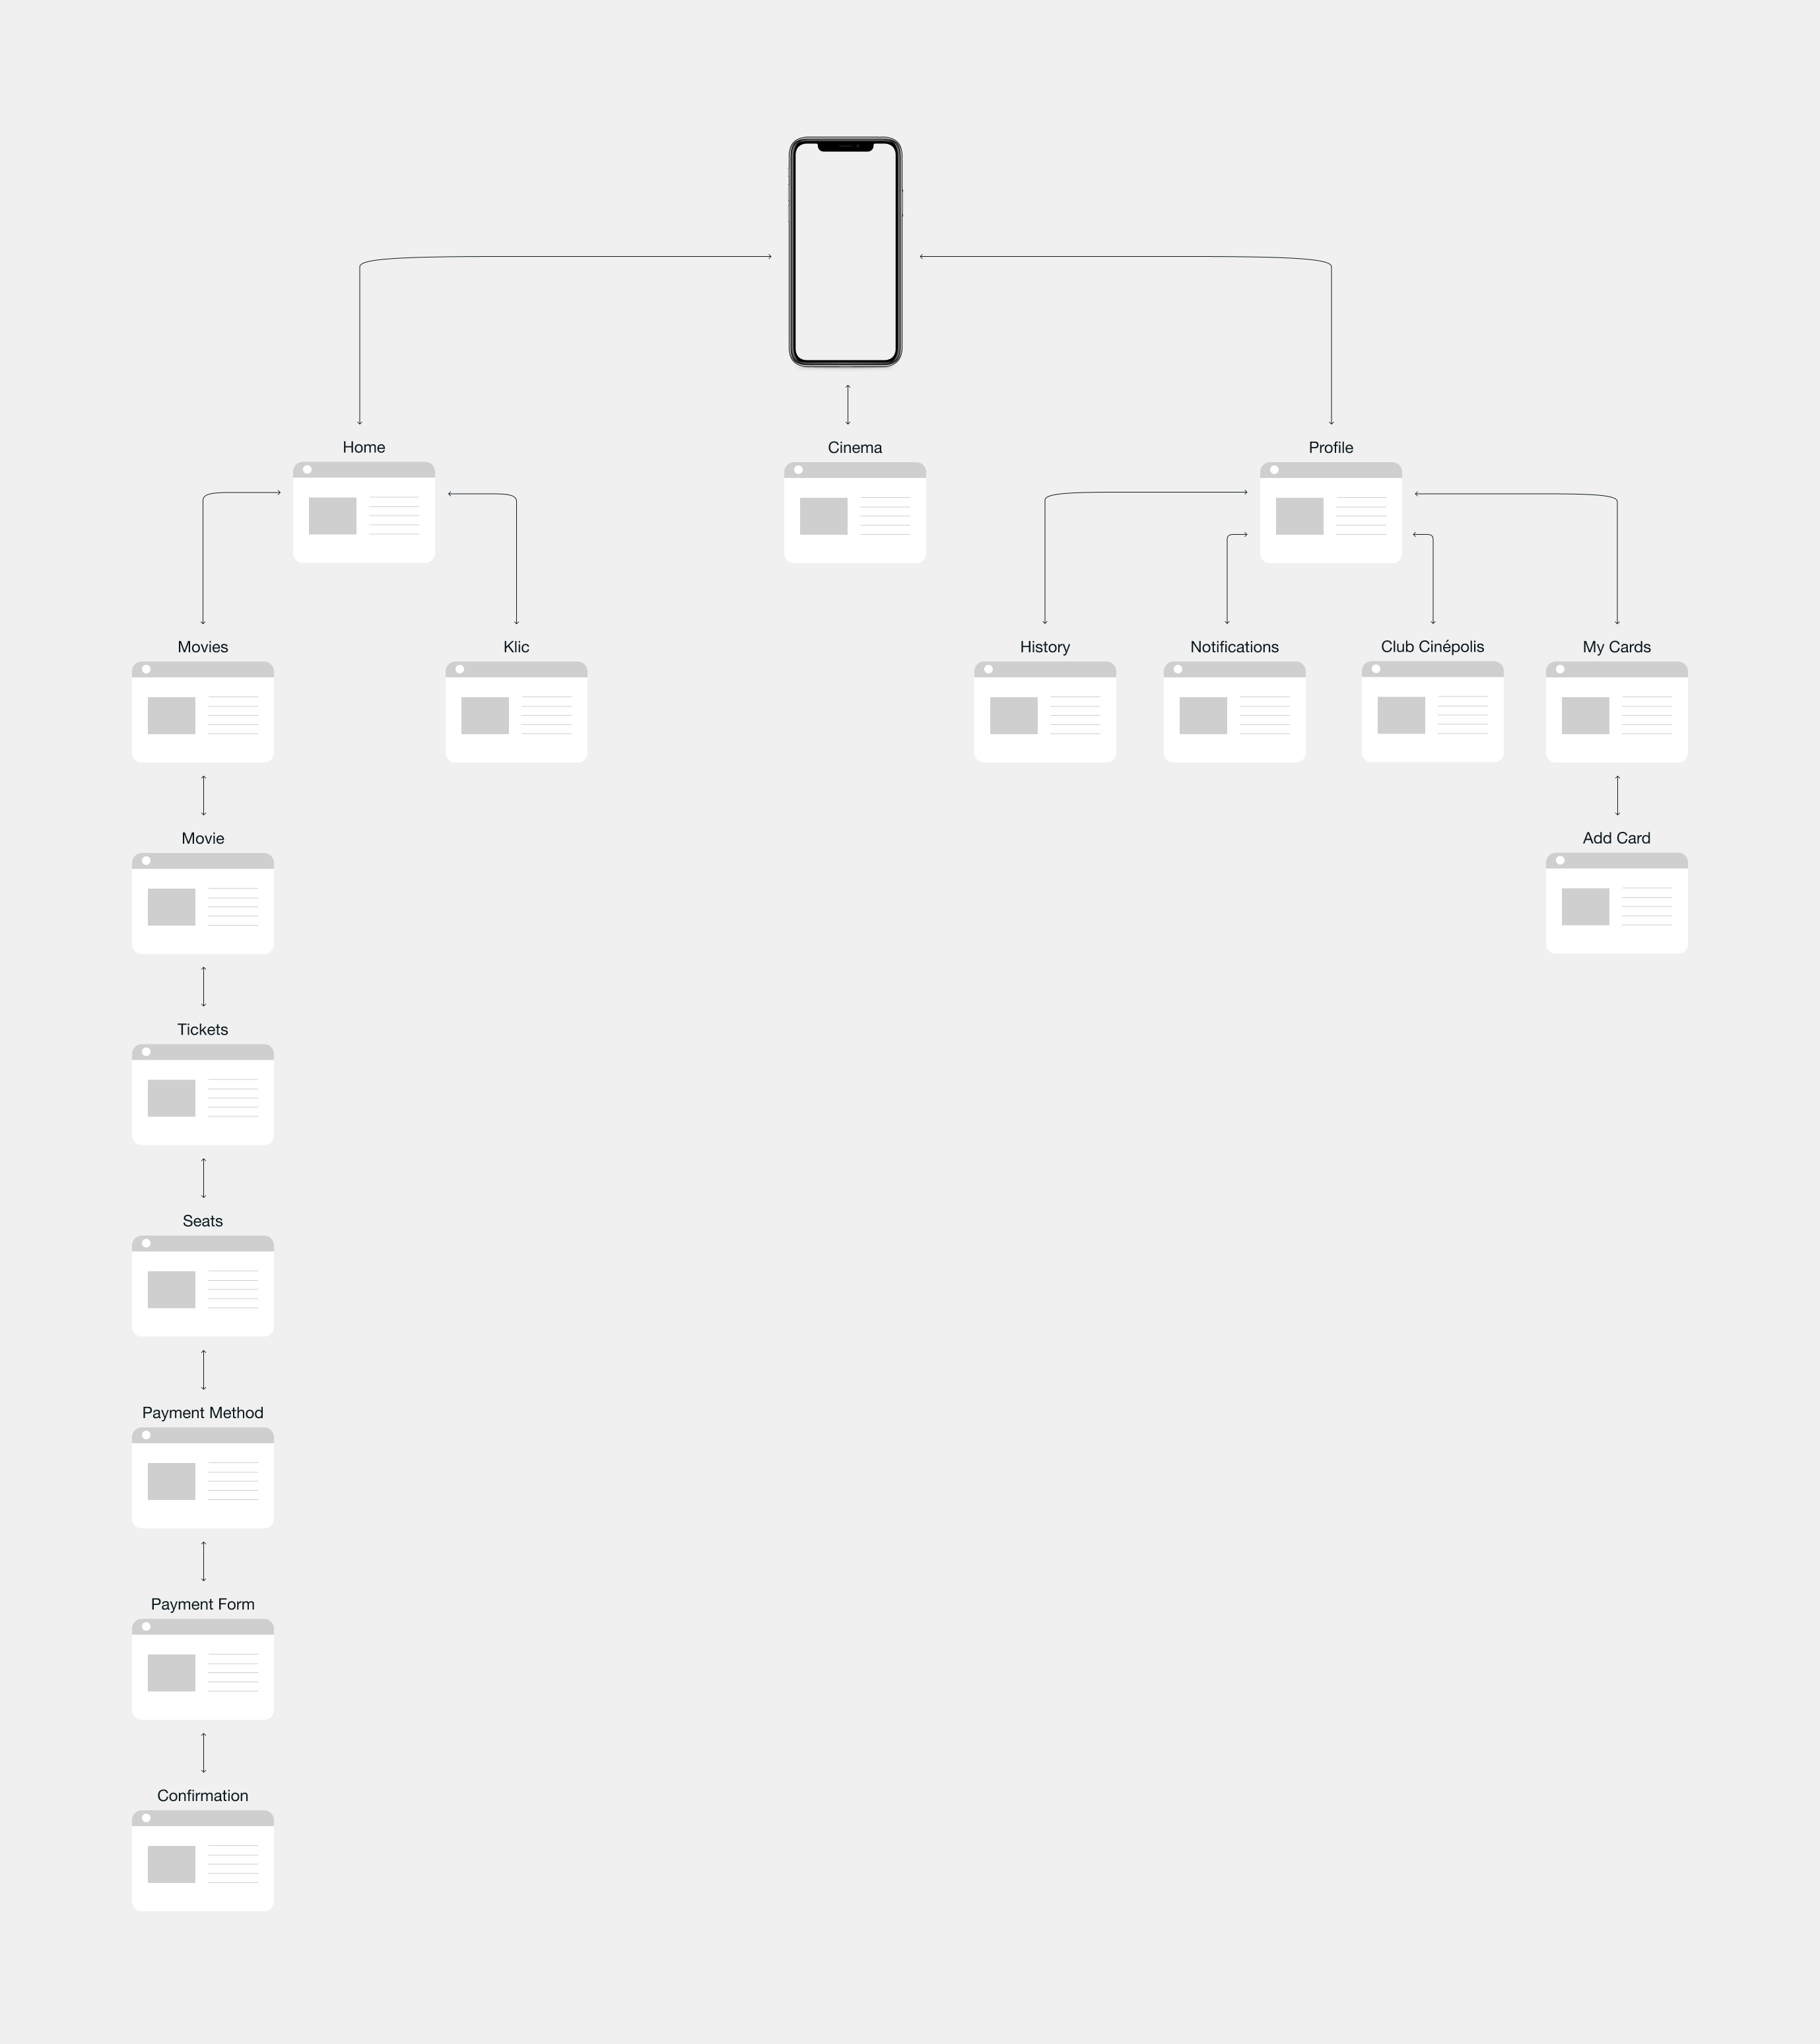 Home
Cinema
Profile
Movies
Klic
History
Notifications
Club Cinépolis
My Cards
Movie
Add Card
Tickets
Seats
Payment Method
Payment Form
Confirmation